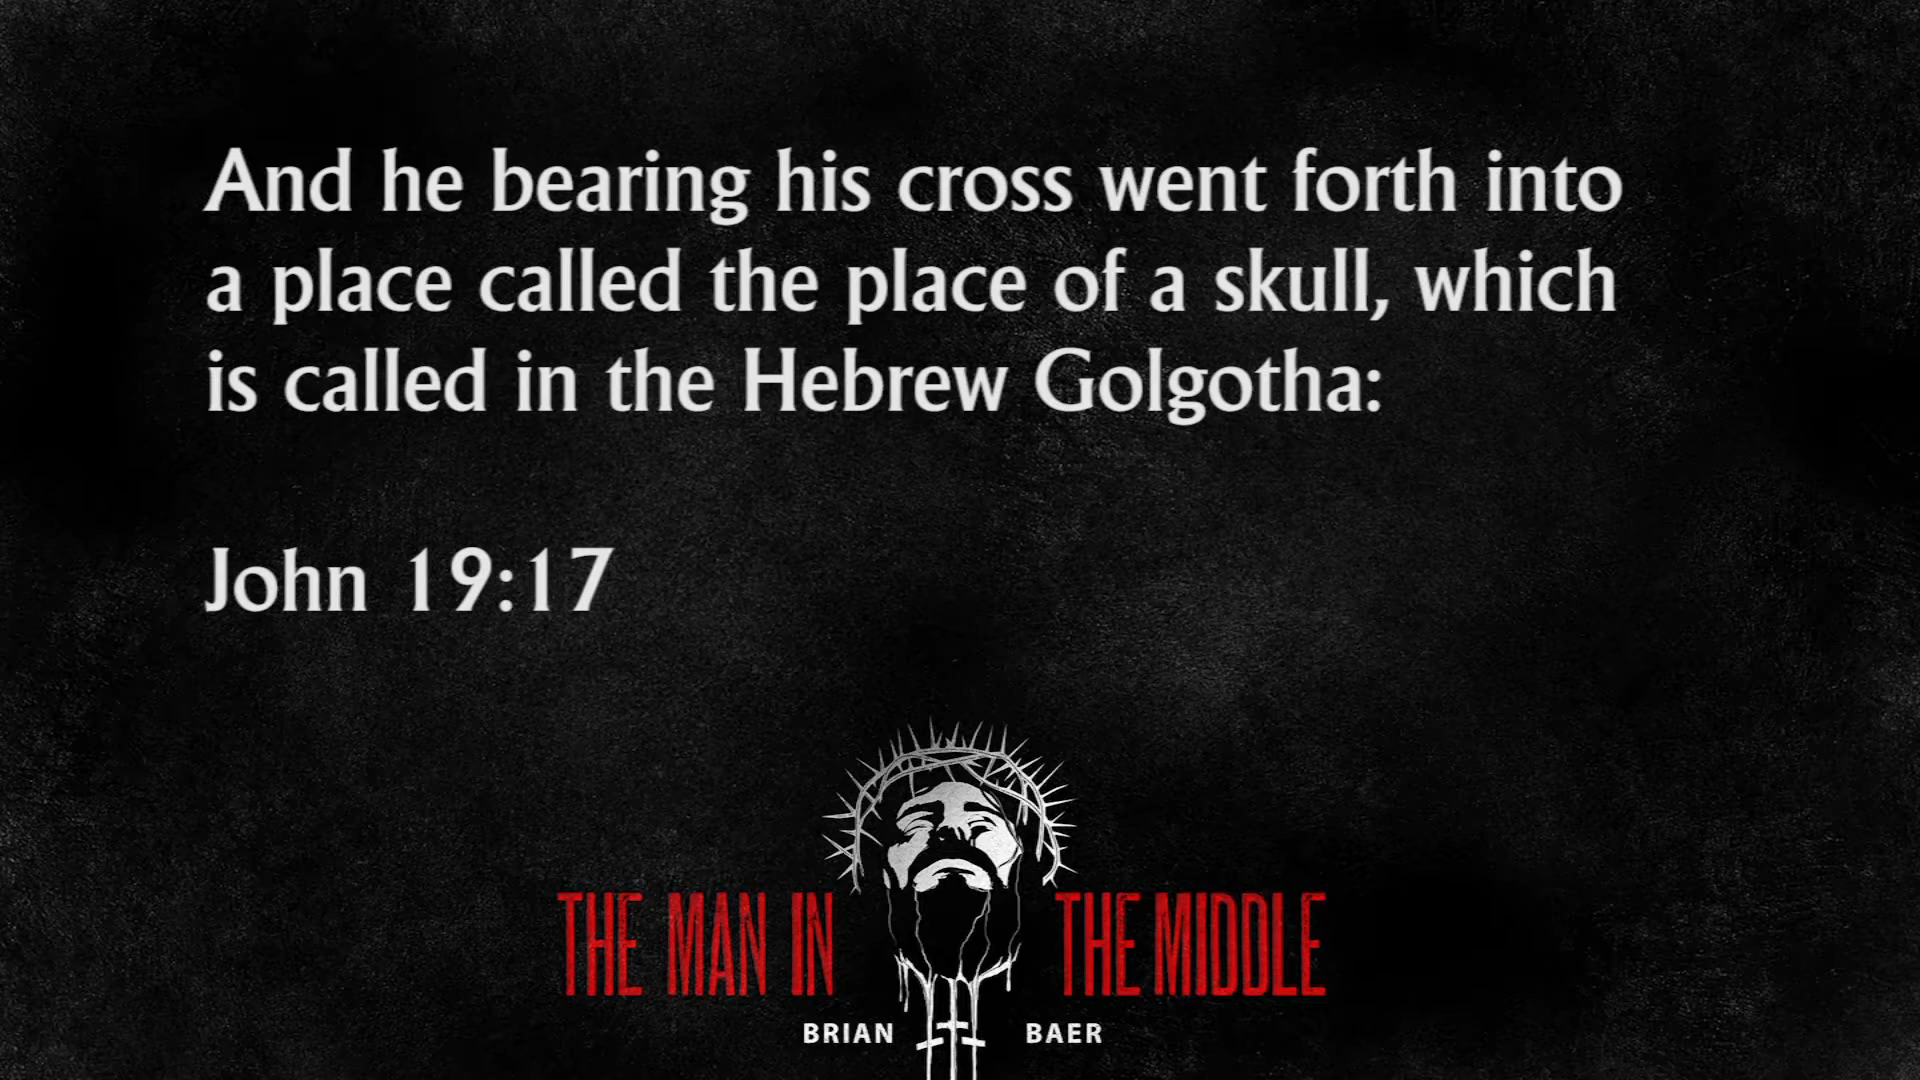 And he bearing his cross went forth into
a place called the place of a skull, which
is called in the Hebrew Golgotha:
John 19:17
THE MAN IN THE MIDDLE
BRIAN BAER